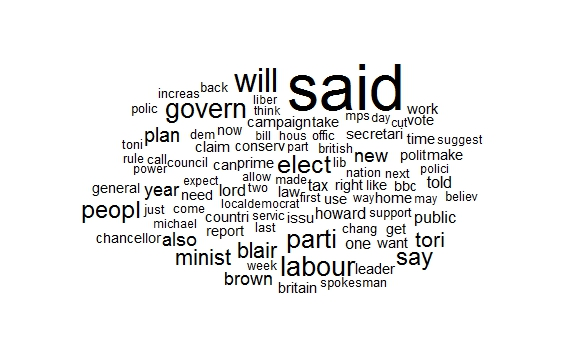 said
increas back will
liber
polic govern think mps day cut work
campaign take vote
toni plan dem now bill hous offic secretari time suggest
claim conserv part british
rule call council can prime elect lib new polit make
power allow nation next polici
general year expect lord two made law tax right like bbc told
need first use way home may believ
peopl just come local democrat servic issu howard support public
michael countri
chancellor also report last parti chang get tori
one want
minist blair labour say
week leader
brown britain spokesman